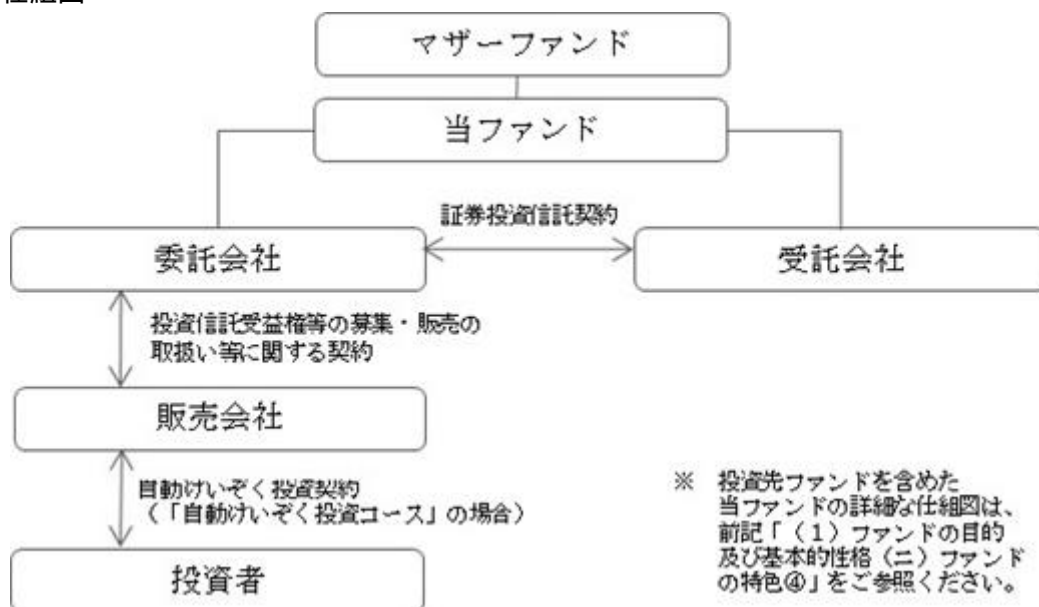 マザーファンド
当ファンド
証券投資信託契約
委託会社
受託会社
投資信託受益権等の募集・販売の
取扱い等に関する契約
販売会社
自動けいぞく投資契約
（「自動けいぞく投資コース」の場合）
投資者
※ 投資先ファンドを含めた
当ファンドの詳細な仕組図は、
前記「（１）ファンドの目的
及び基本的性格（ニ）ファンド
の特色④」をご参照ください。